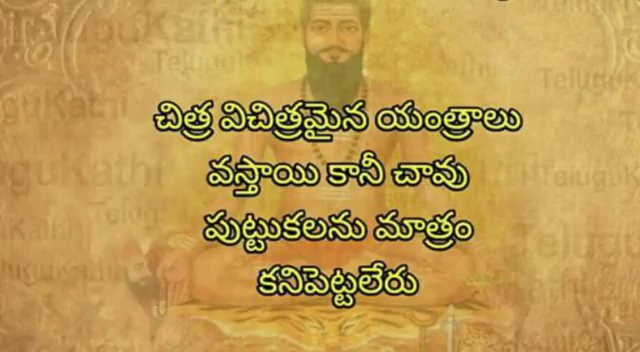 చిత్ర విచిత్రమైన యంత్రాలు
వస్తాయి కానీ చావు
పుట్టుకలను మాత్రం
కనిపెట్టలేరు